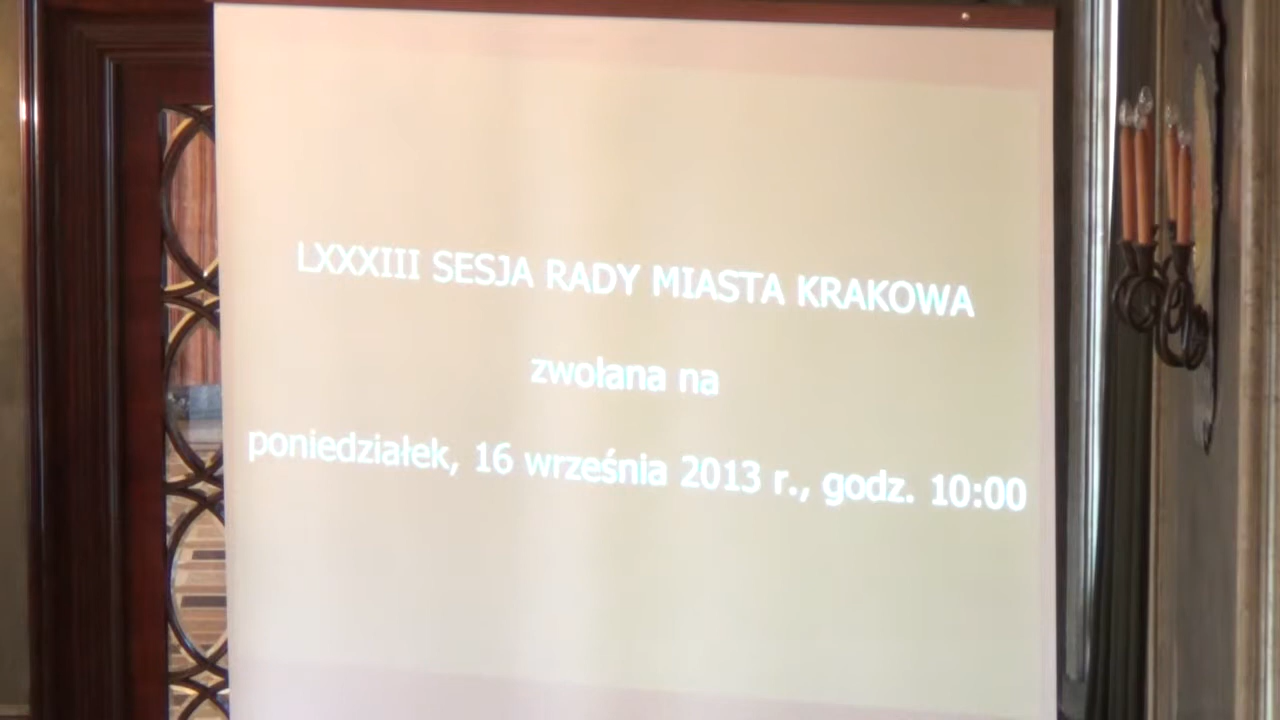 LXXXIII SESJA RADY MIASTA KRAKOWA
zwołana na
poniedziałek, 16 września 2013 r., godz. 10:00